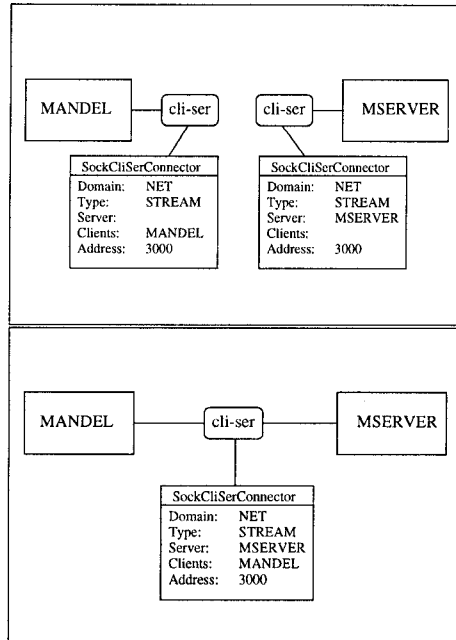 MANDEL
cli-ser
cli-ser
MSERVER
SockCliSerConnector
Domain: NET
Type: STREAM
Server:
Clients: MANDEL
Address: 3000
SockCliSerConnector
Domain: NET
Type: STREAM
Server: MSERVER
Clients:
Address: 3000
MANDEL
cli-ser
MSERVER
SockCliSerConnector
Domain: NET
Type: STREAM
Server: MSERVER
Clients: MANDEL
Address: 3000